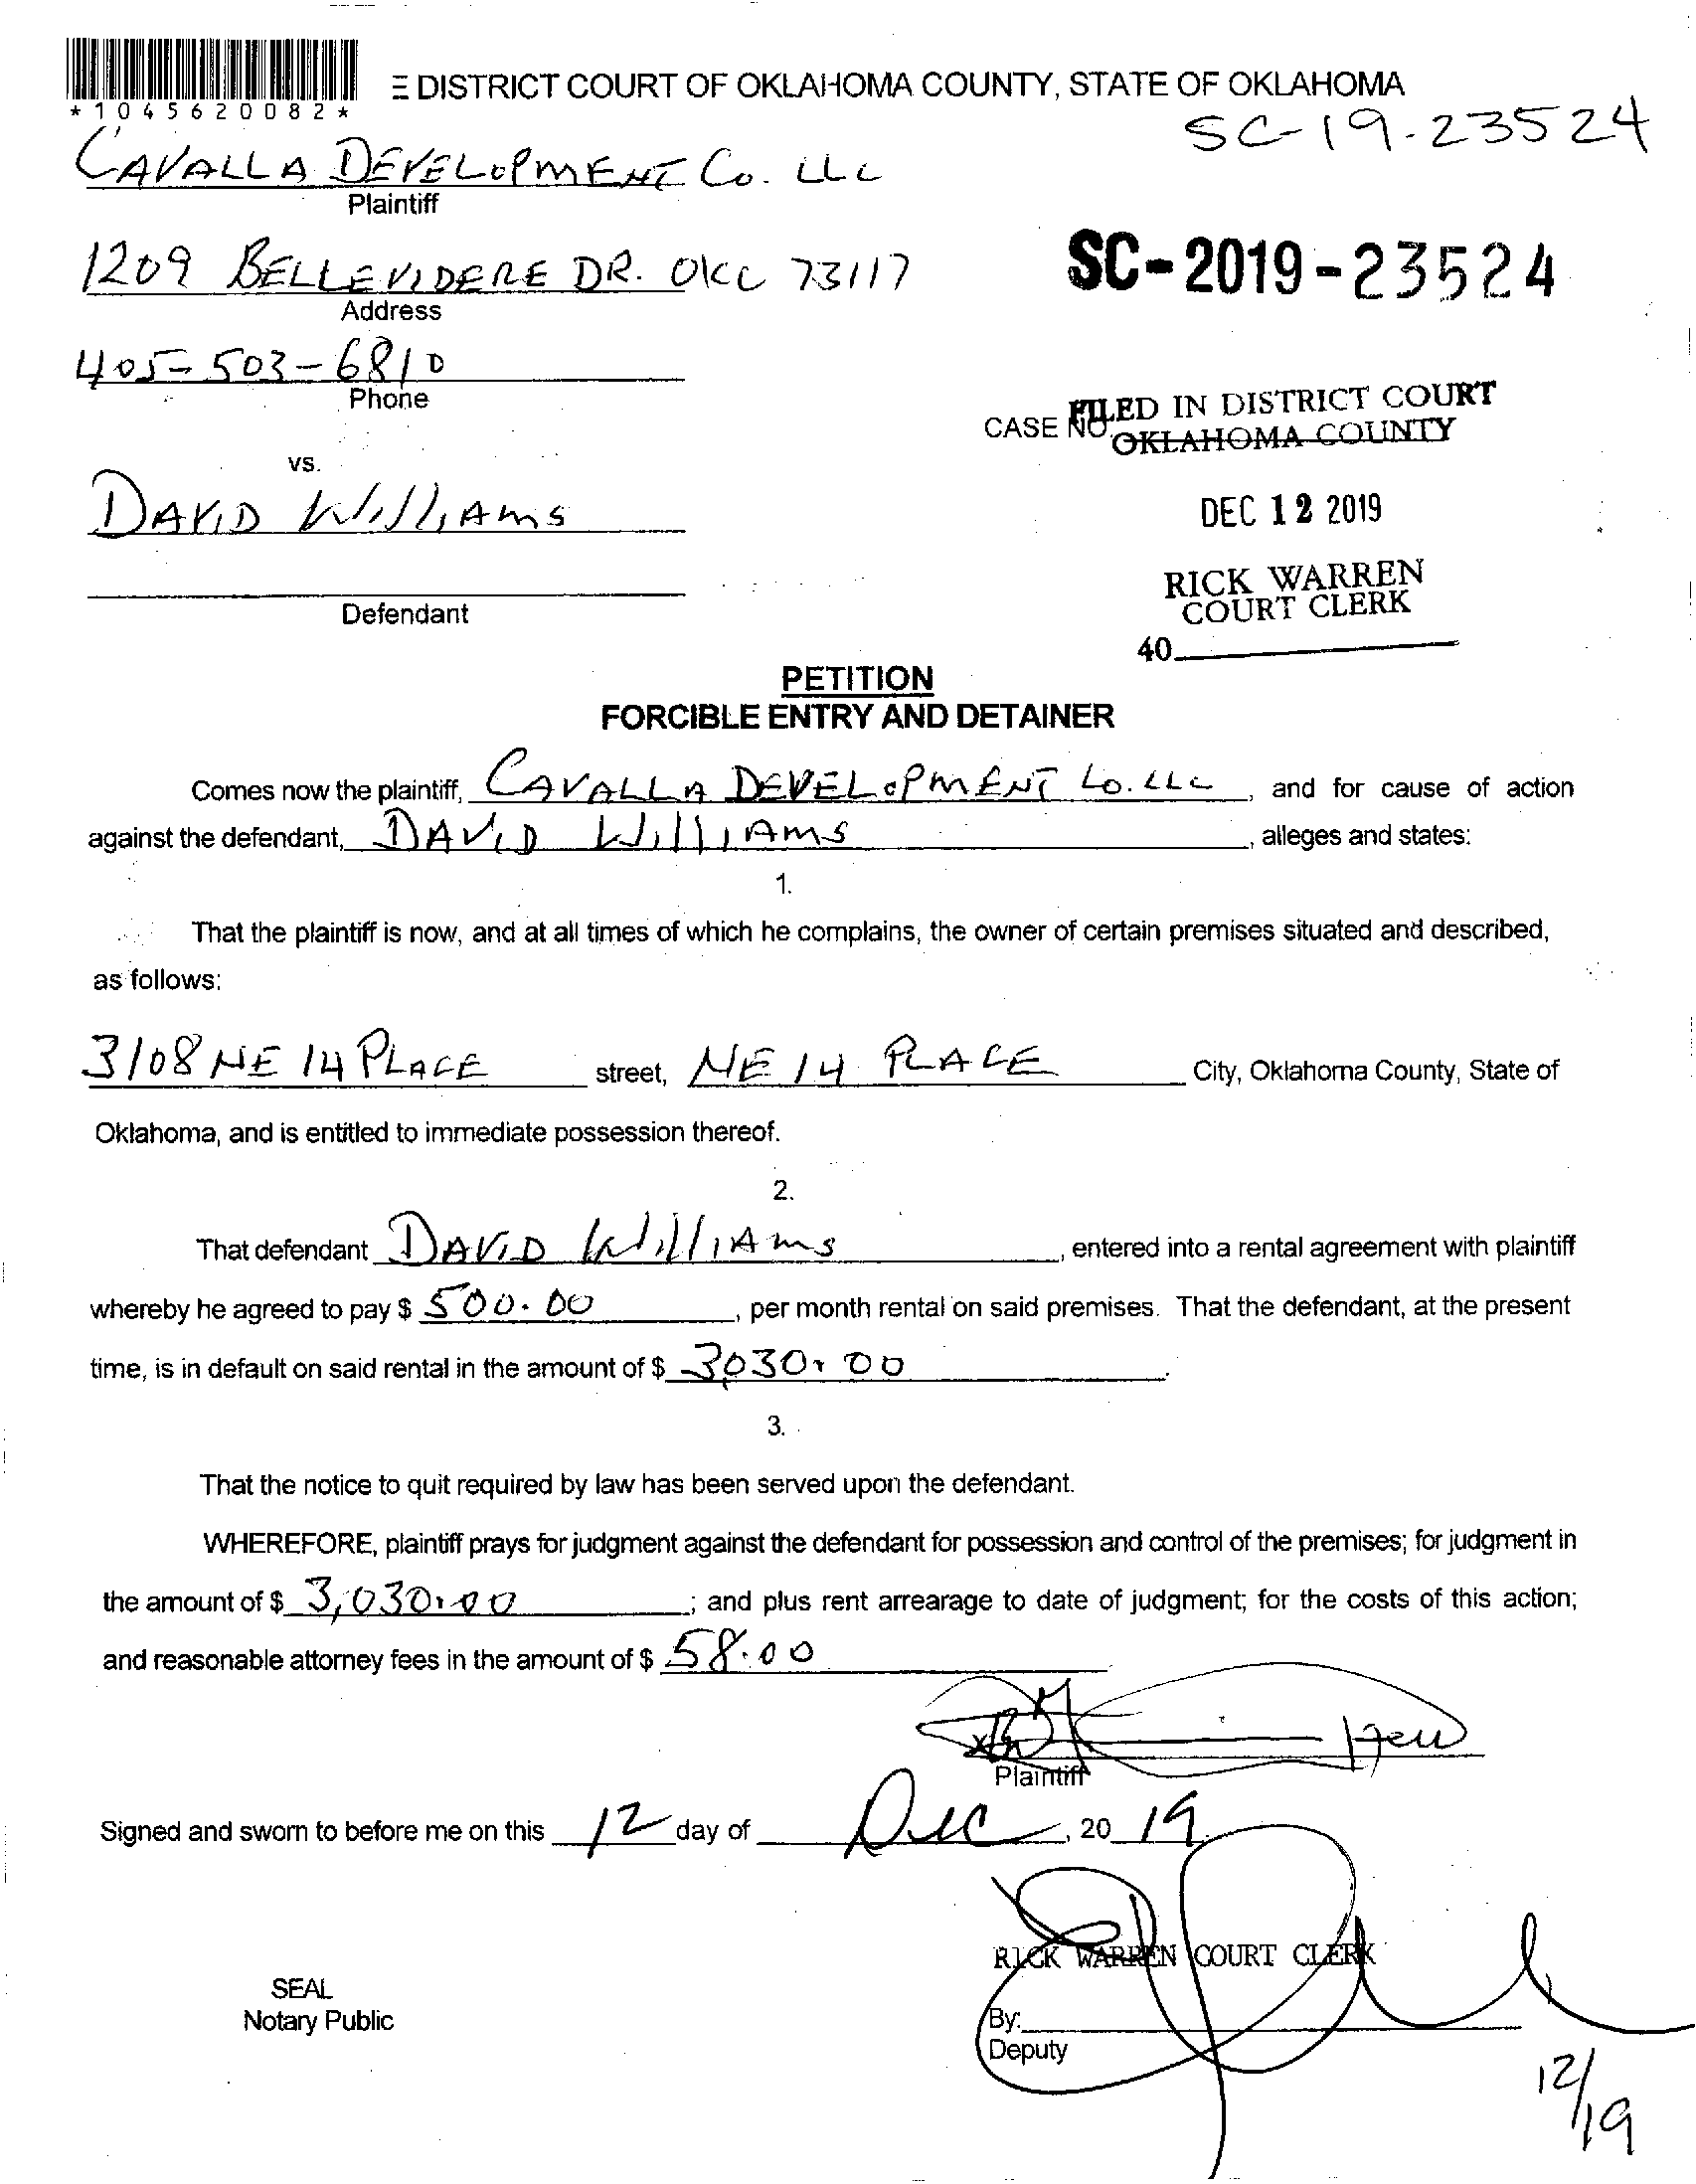 E DISTRICT COURT OF OKLAHOMA COUNTY, STATE OF OKLAHOMA
*1045620082*
SC-19-23524
CAVALLA DEVELOPMENT Co. LLC
Plaintiff
1209 BELLEVIDERE DR. OKC 73117
SC-2019-23524
Address
405-503-6810
Phone
CASE NO. FILED IN DISTRICT COURT
OKLAHOMA COUNTY
vs.
DAVID WILLIAMS
DEC 12 2019
RICK WARREN
COURT CLERK
Defendant
40
PETITION
FORCIBLE ENTRY AND DETAINER
Comes now the plaintiff, CAVALLA DEVELOPMENT Co. LLC, and for cause of action
against the defendant, DAVID WILLIAMS, alleges and states:
1.
That the plaintiff is now, and at all times of which he complains, the owner of certain premises situated and described,
as follows:
3108 NE 14 PLACE street, NE 14 PLACE City, Oklahoma County, State of
Oklahoma, and is entitled to immediate possession thereof.
2.
That defendant DAVID WILLIAMS, entered into a rental agreement with plaintiff
whereby he agreed to pay $ 500.00, per month rental on said premises. That the defendant, at the present
time, is in default on said rental in the amount of $ 3030.00.
3.
That the notice to quit required by law has been served upon the defendant.
WHEREFORE, plaintiff prays for judgment against the defendant for possession and control of the premises; for judgment in
the amount of $ 3,030.00; and plus rent arrearage to date of judgment; for the costs of this action;
and reasonable attorney fees in the amount of $ 58.00
Plaintiff
Signed and sworn to before me on this 12 day of Dec, 20 19.
RICK WARREN COURT CLERK
SEAL
Notary Public
By:
Deputy
12/19